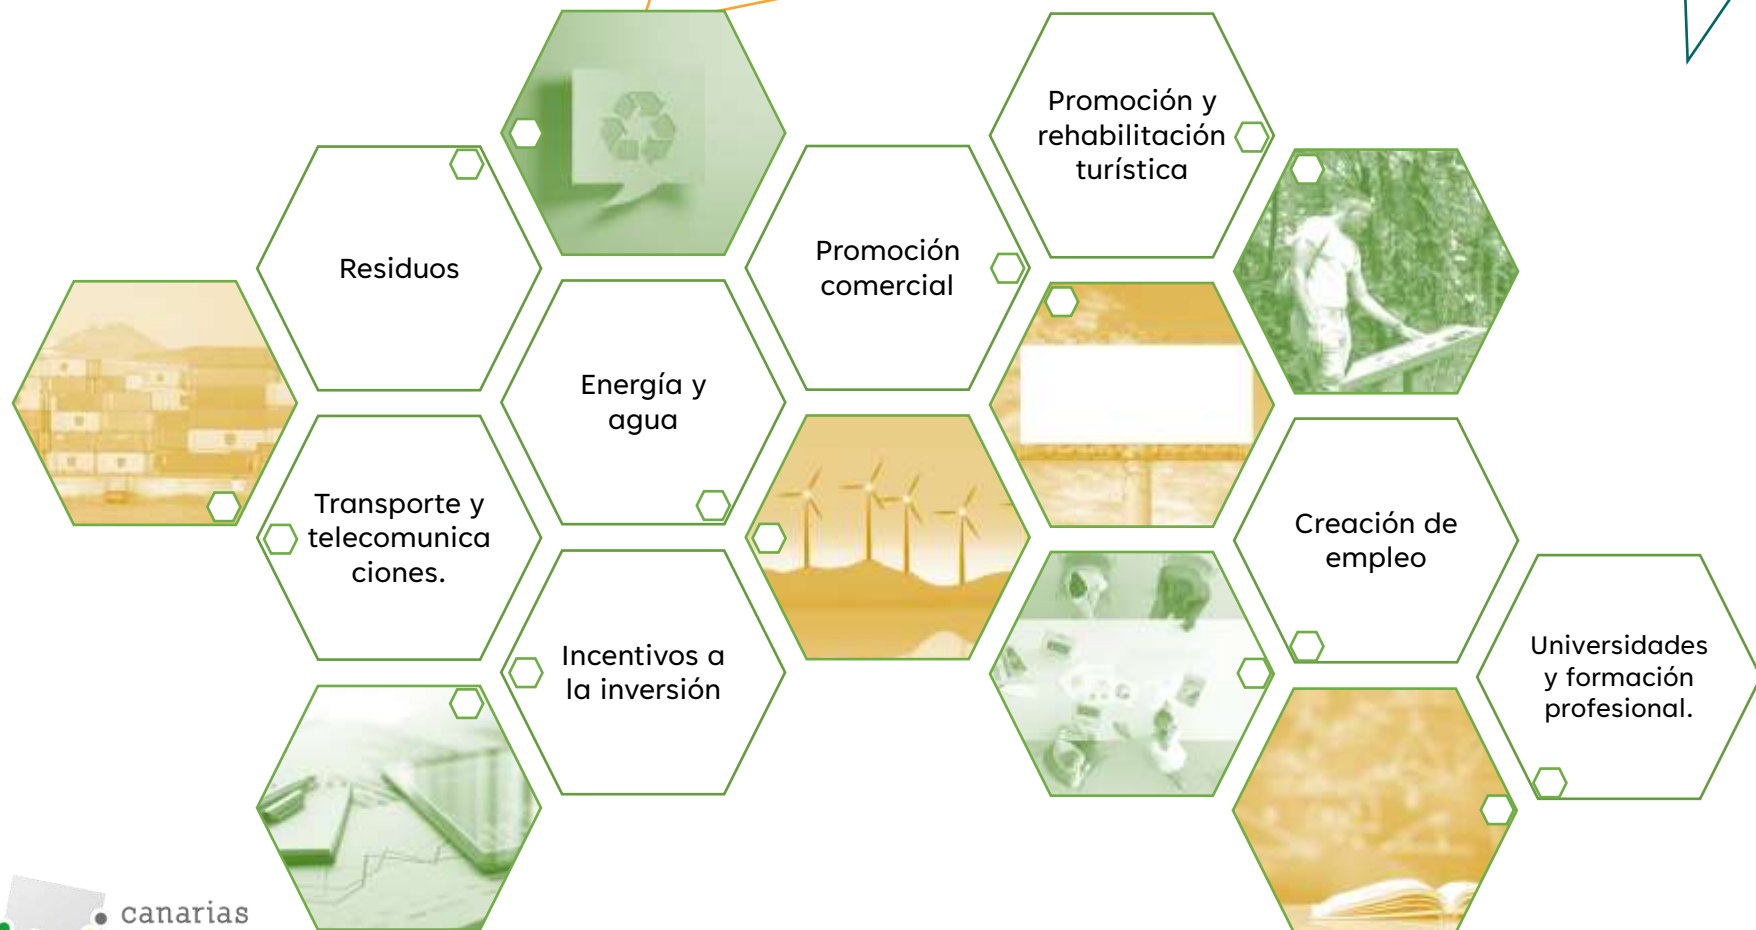 Promoción y
rehabilitación
turística
Residuos
Promoción
comercial
Energía y
agua
Transporte y
telecomunica
ciones.
Creación de
empleo
Incentivos a
la inversión
Universidades
y formación
profesional.
canarias